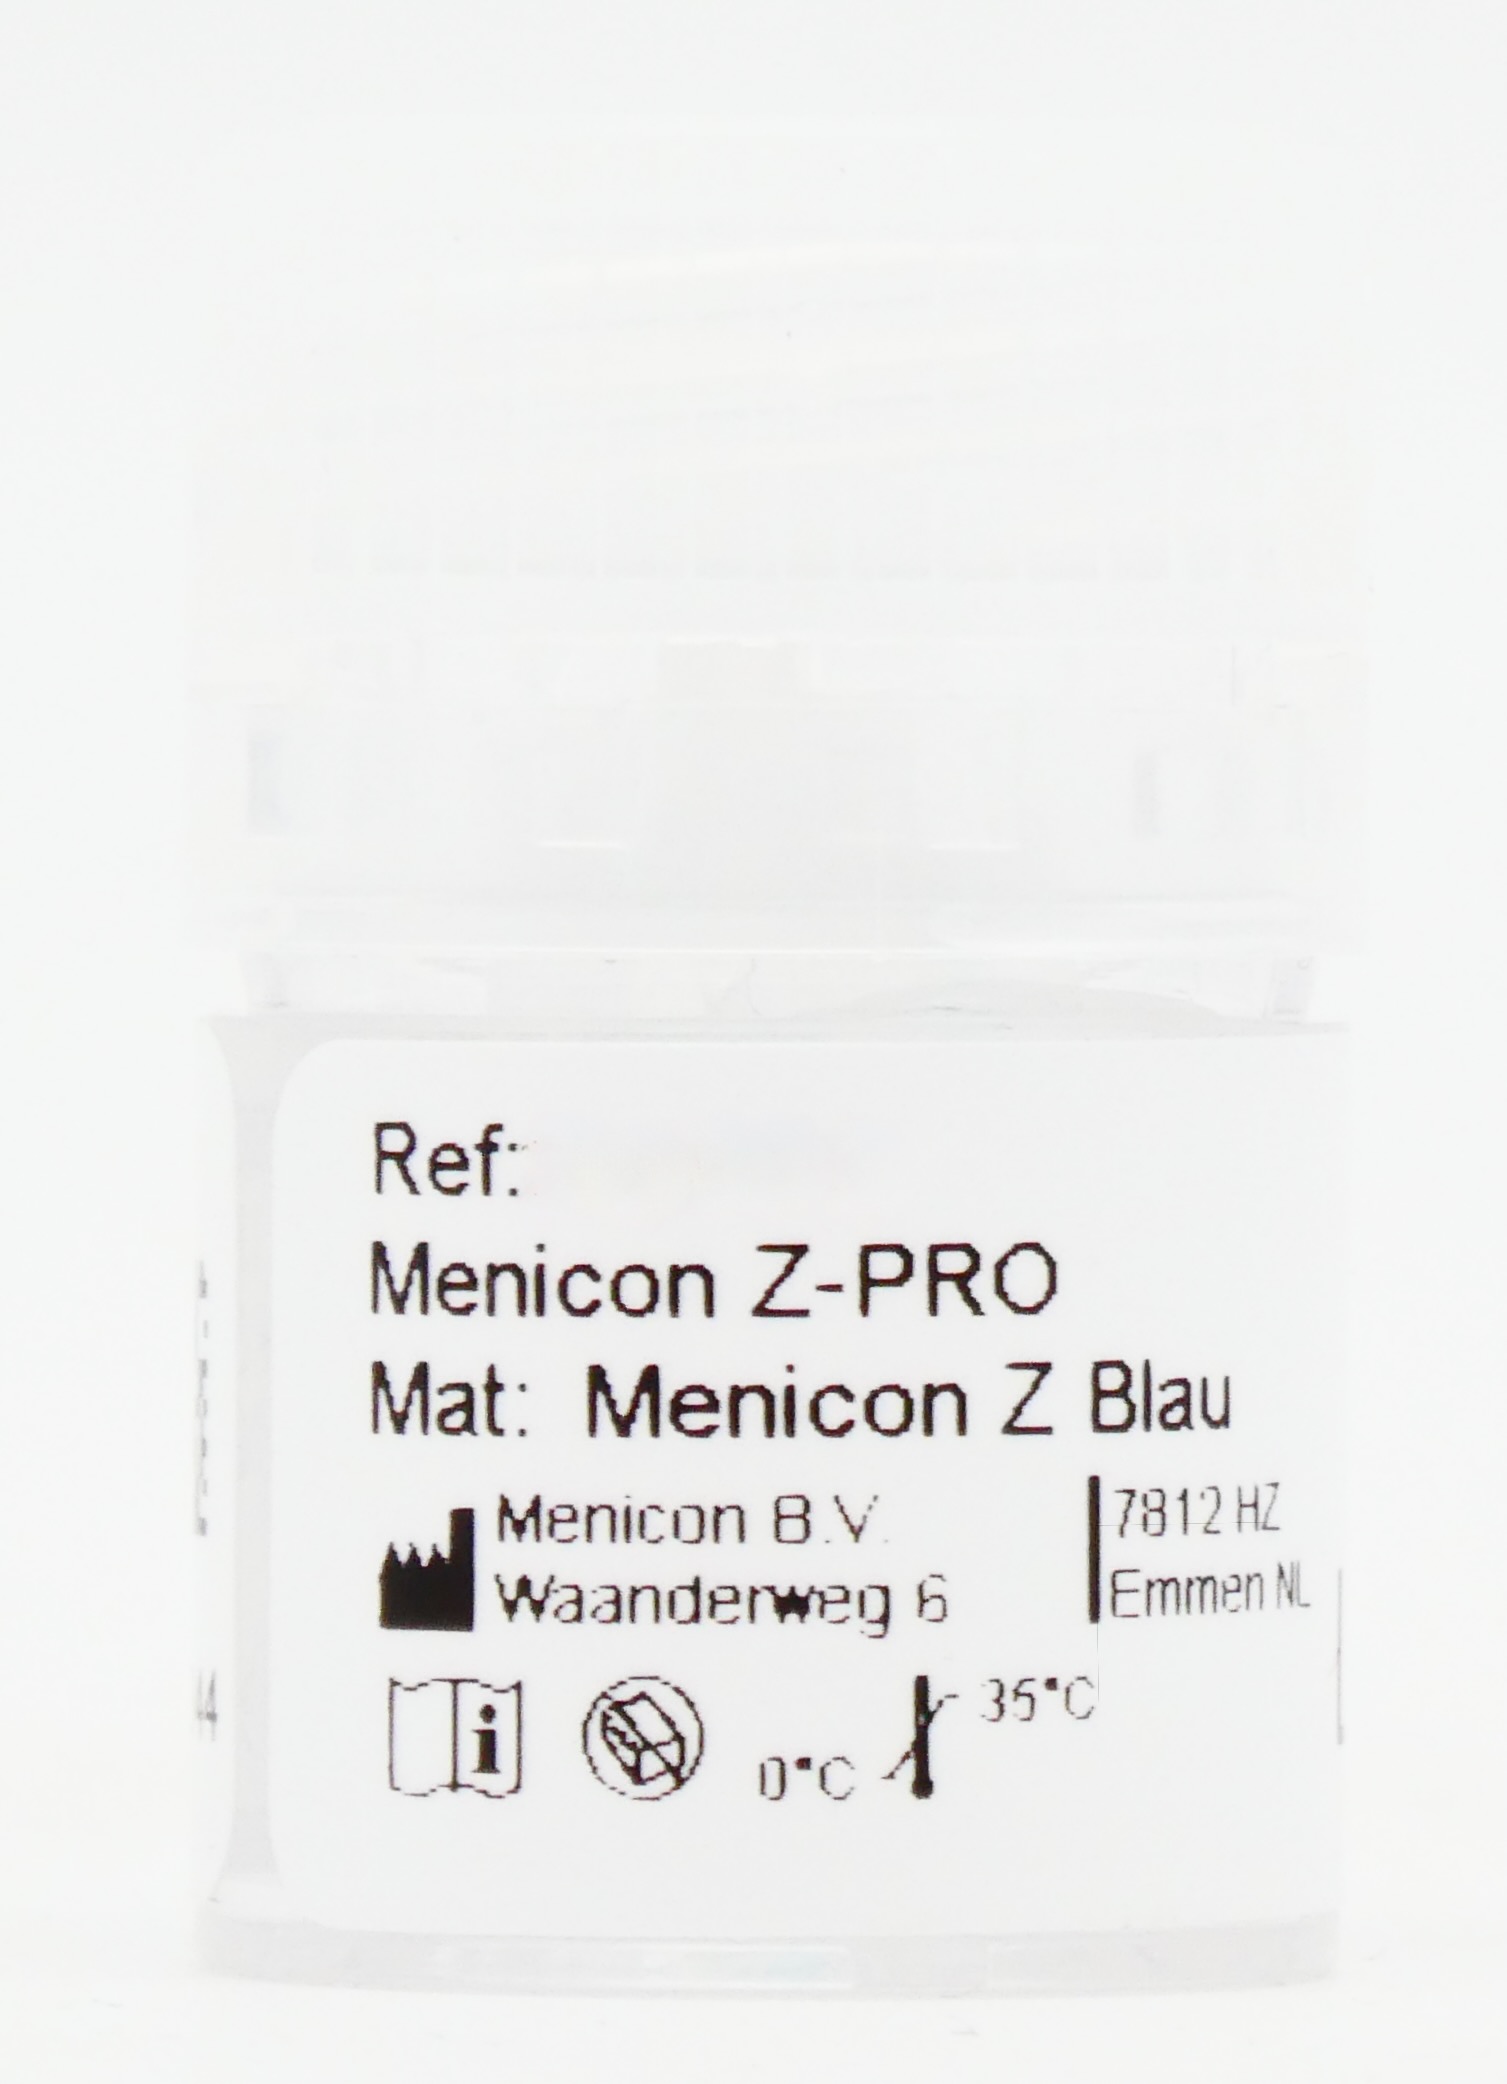 Ref:
Menicon Z-PRO
Mat: Menicon Z Blau
Menicon B.V.
Waanderweg 6
7812 HZ
Emmen NL
i
0°C
35°C